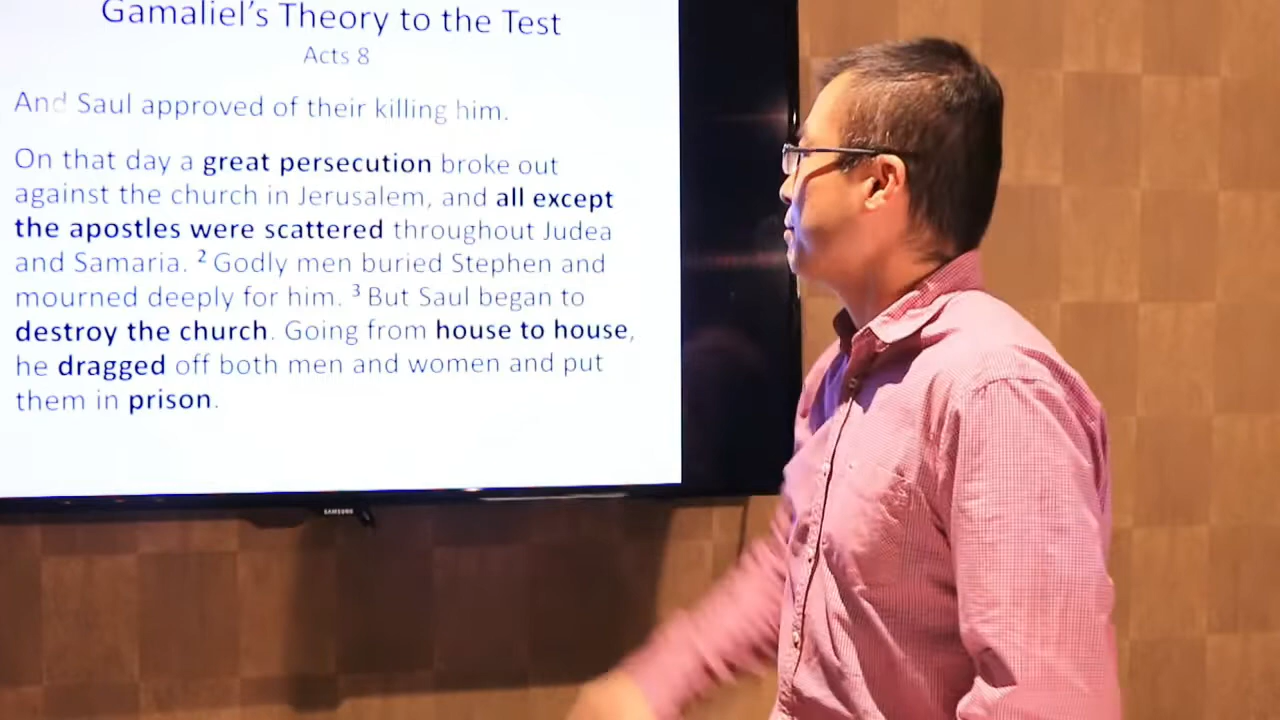 Gamaliel's Theory to the Test
Acts 8
And Saul approved of their killing him.
On that day a great persecution broke out
against the church in Jerusalem, and all except
the apostles were scattered throughout Judea
and Samaria. ² Godly men buried Stephen and
mourned deeply for him. ³ But Saul began to
destroy the church. Going from house to house,
he dragged off both men and women and put
them in prison.
SAMSUNG